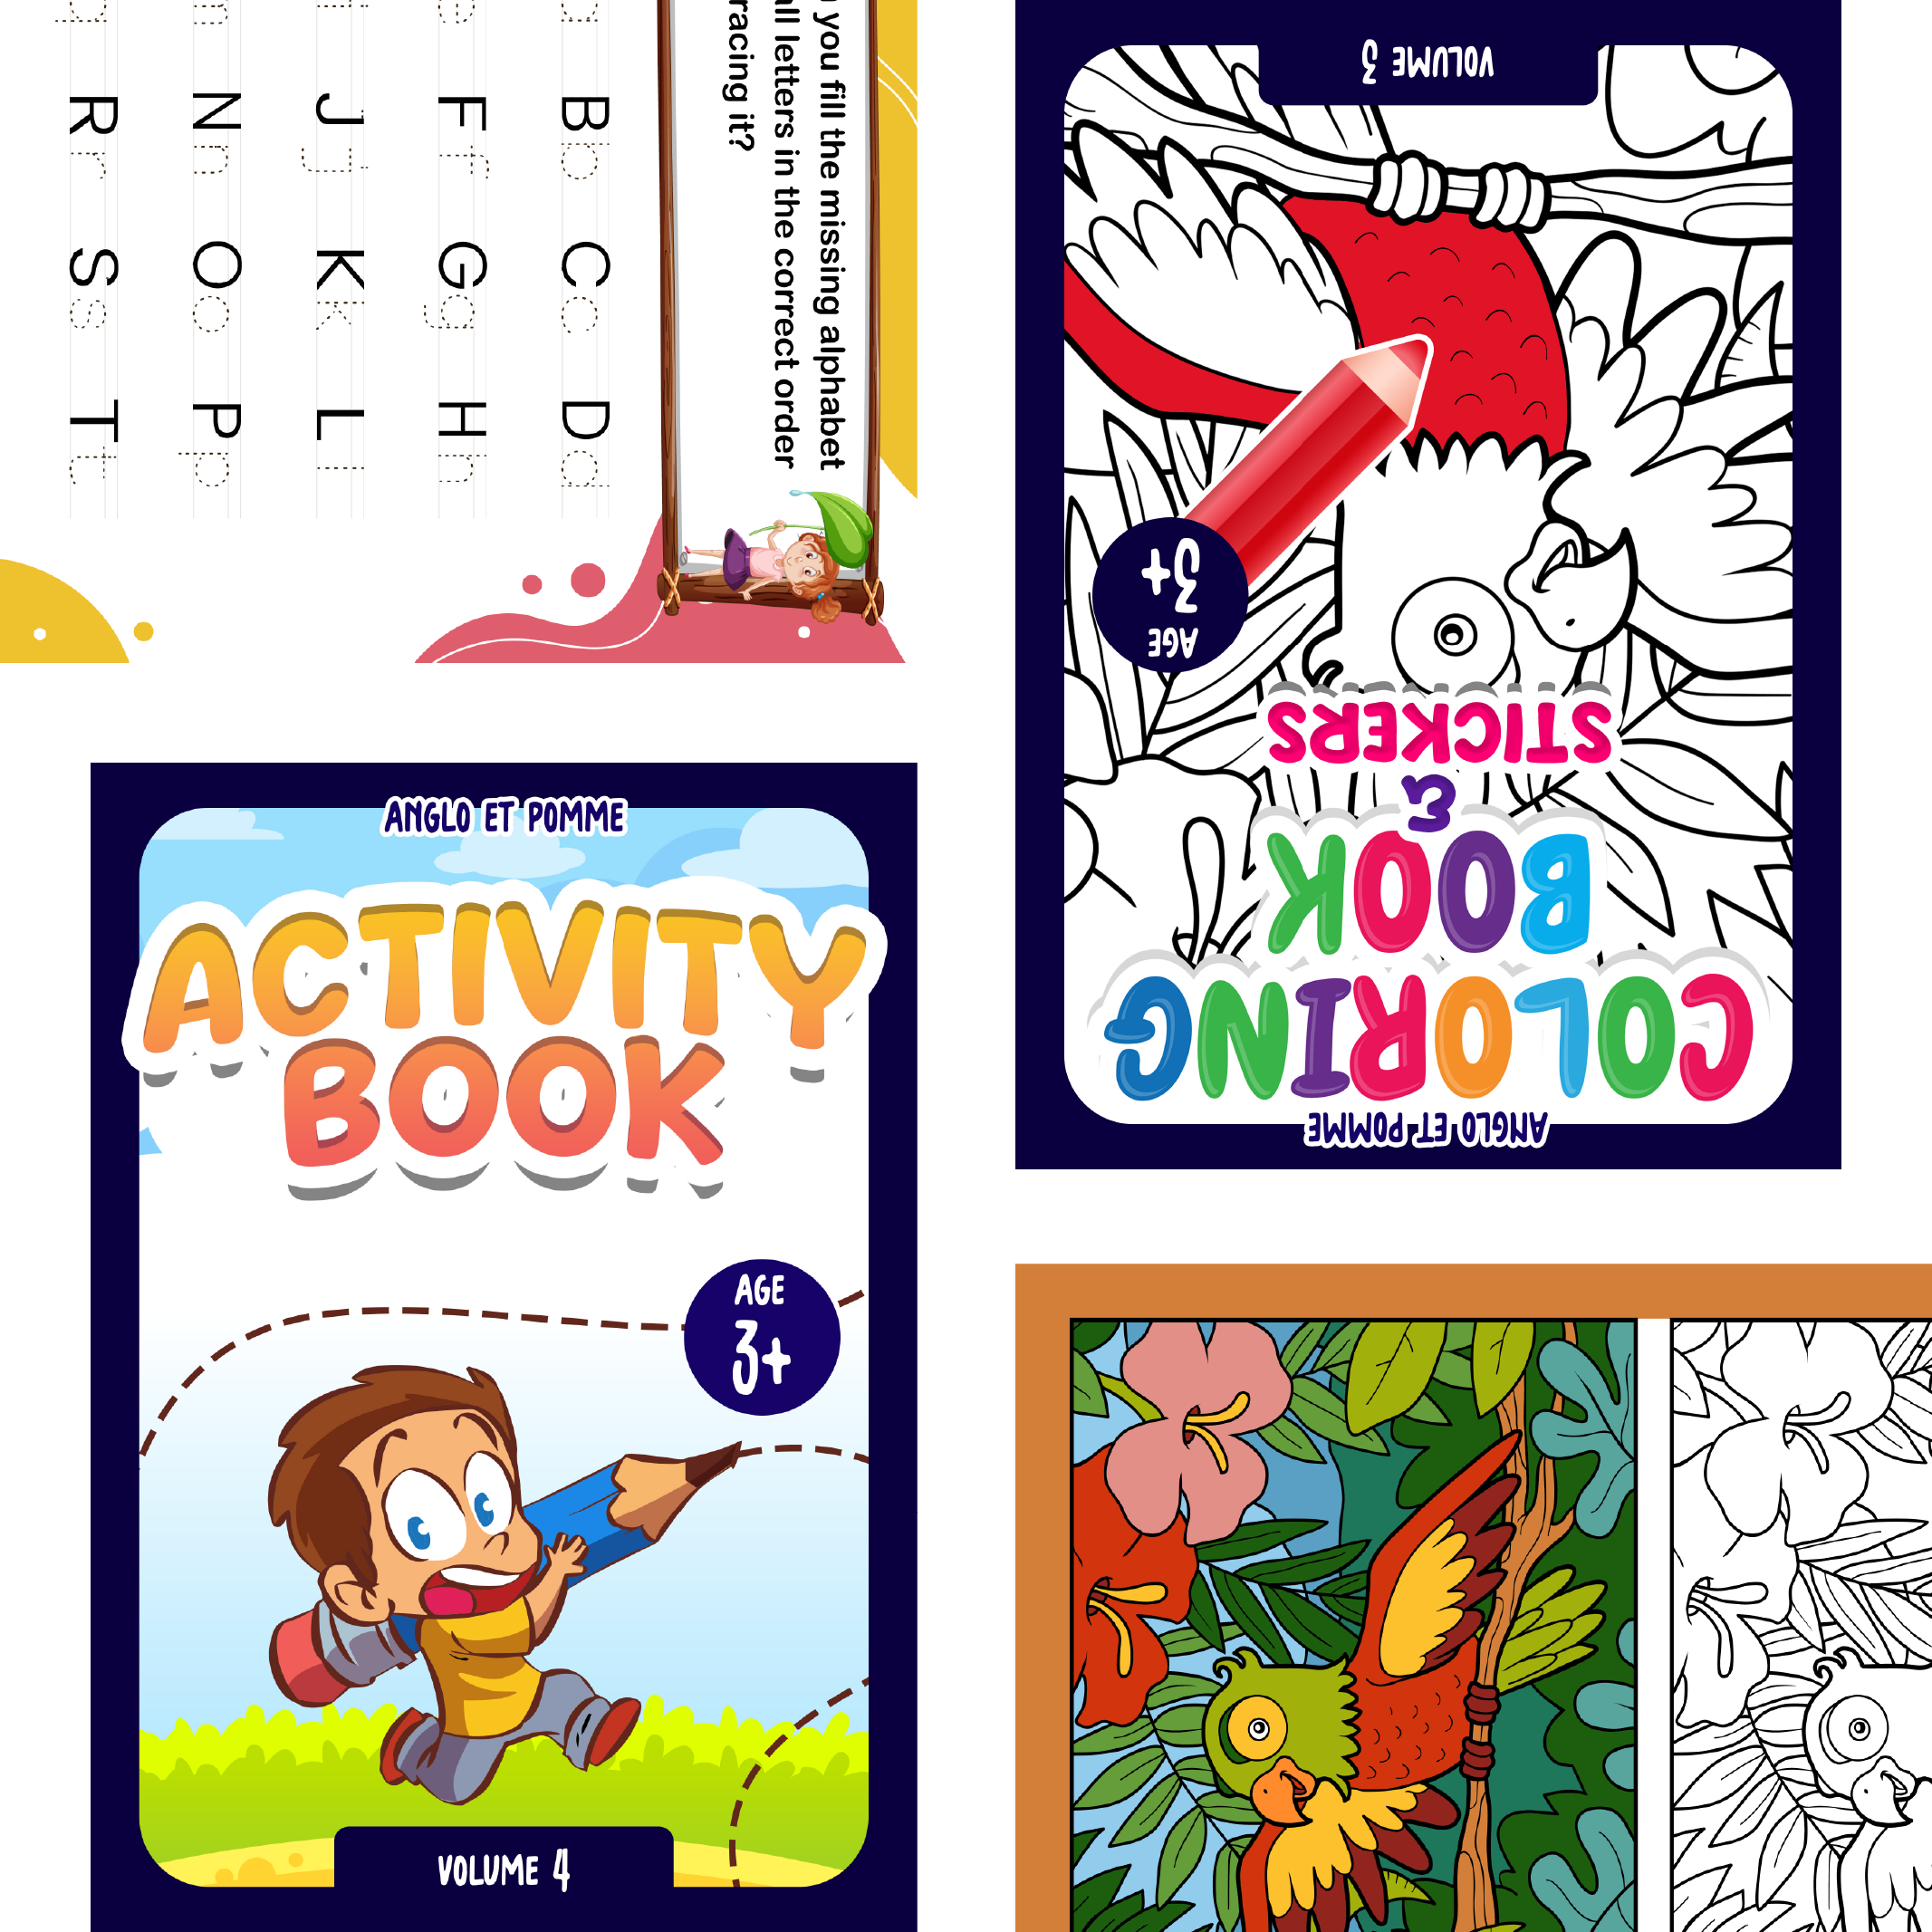 you fill the missing alphabet
all letters in the correct order
racing it?
B b C c D d
F f G g H h
J j K k L l
N n O o P p
R r S s T t
ANGLO ET POMME
COLORING
BOOK
&
STICKERS
AGE
3+
VOLUME 3
ANGLO ET POMME
ACTIVITY
BOOK
AGE
3+
VOLUME 4